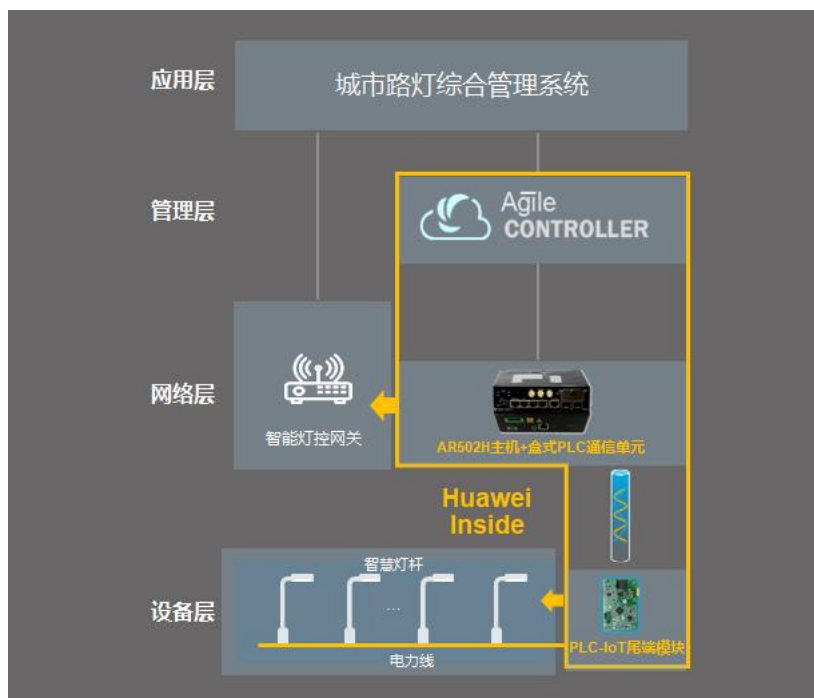 应用层
城市路灯综合管理系统
管理层
Agile
CONTROLLER
网络层
智能灯控网关
AR502H主机+盒式PLC通信单元
Huawei
Inside
设备层
智慧灯杆
...
电力线
PLC-IoT尾端模块